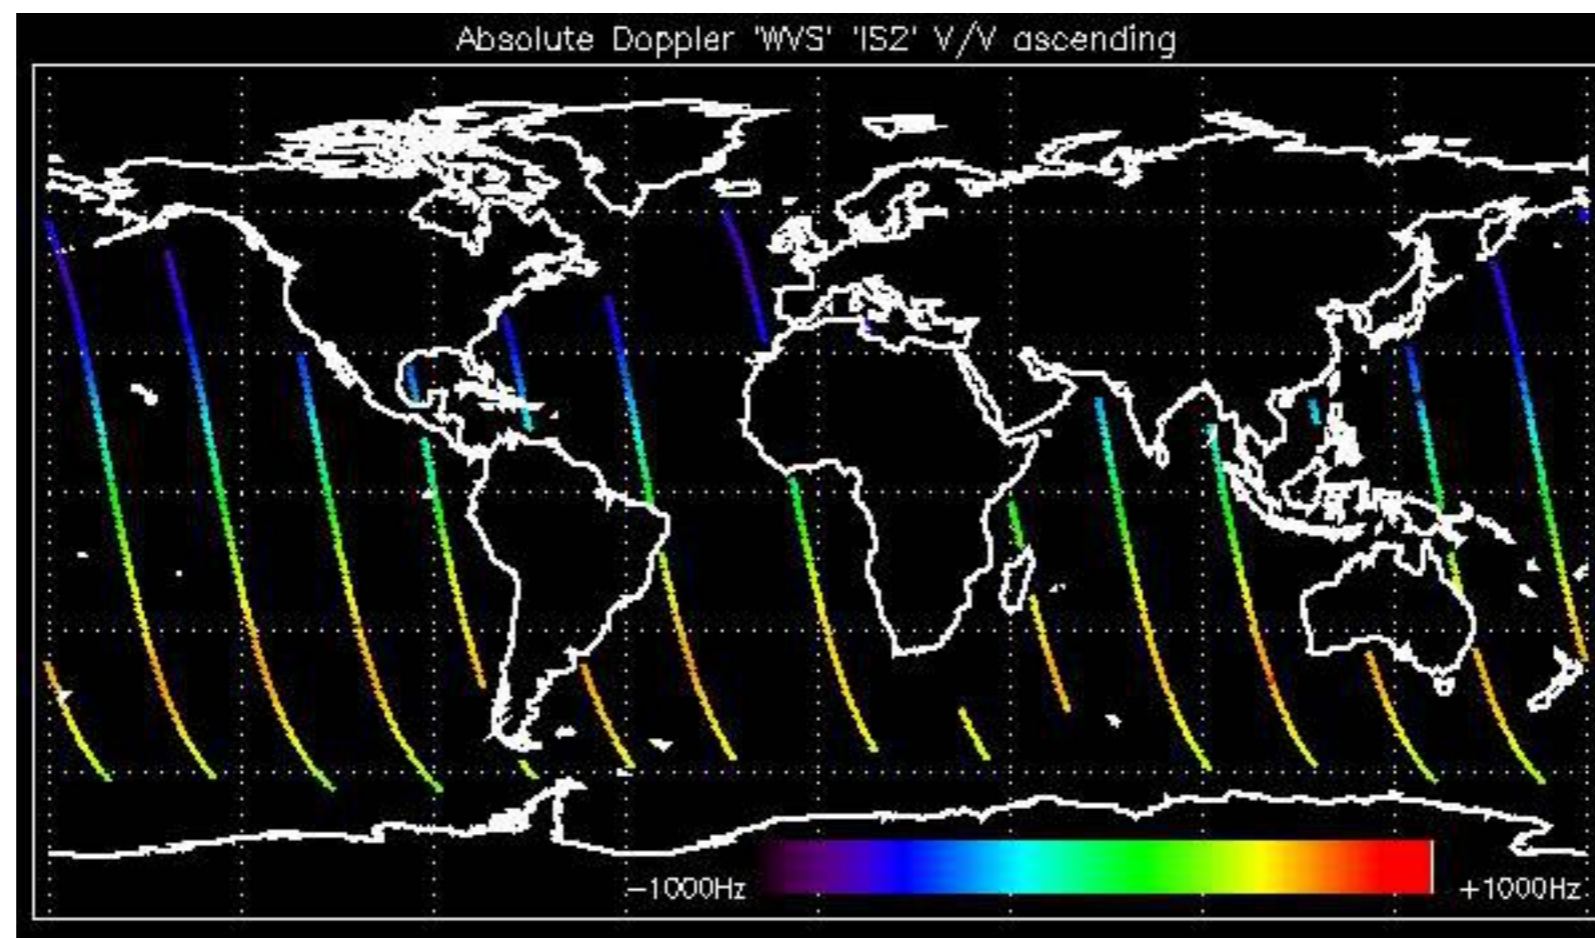 Absolute Doppler 'WVS' 'IS2' V/V ascending
−1000Hz
+1000Hz